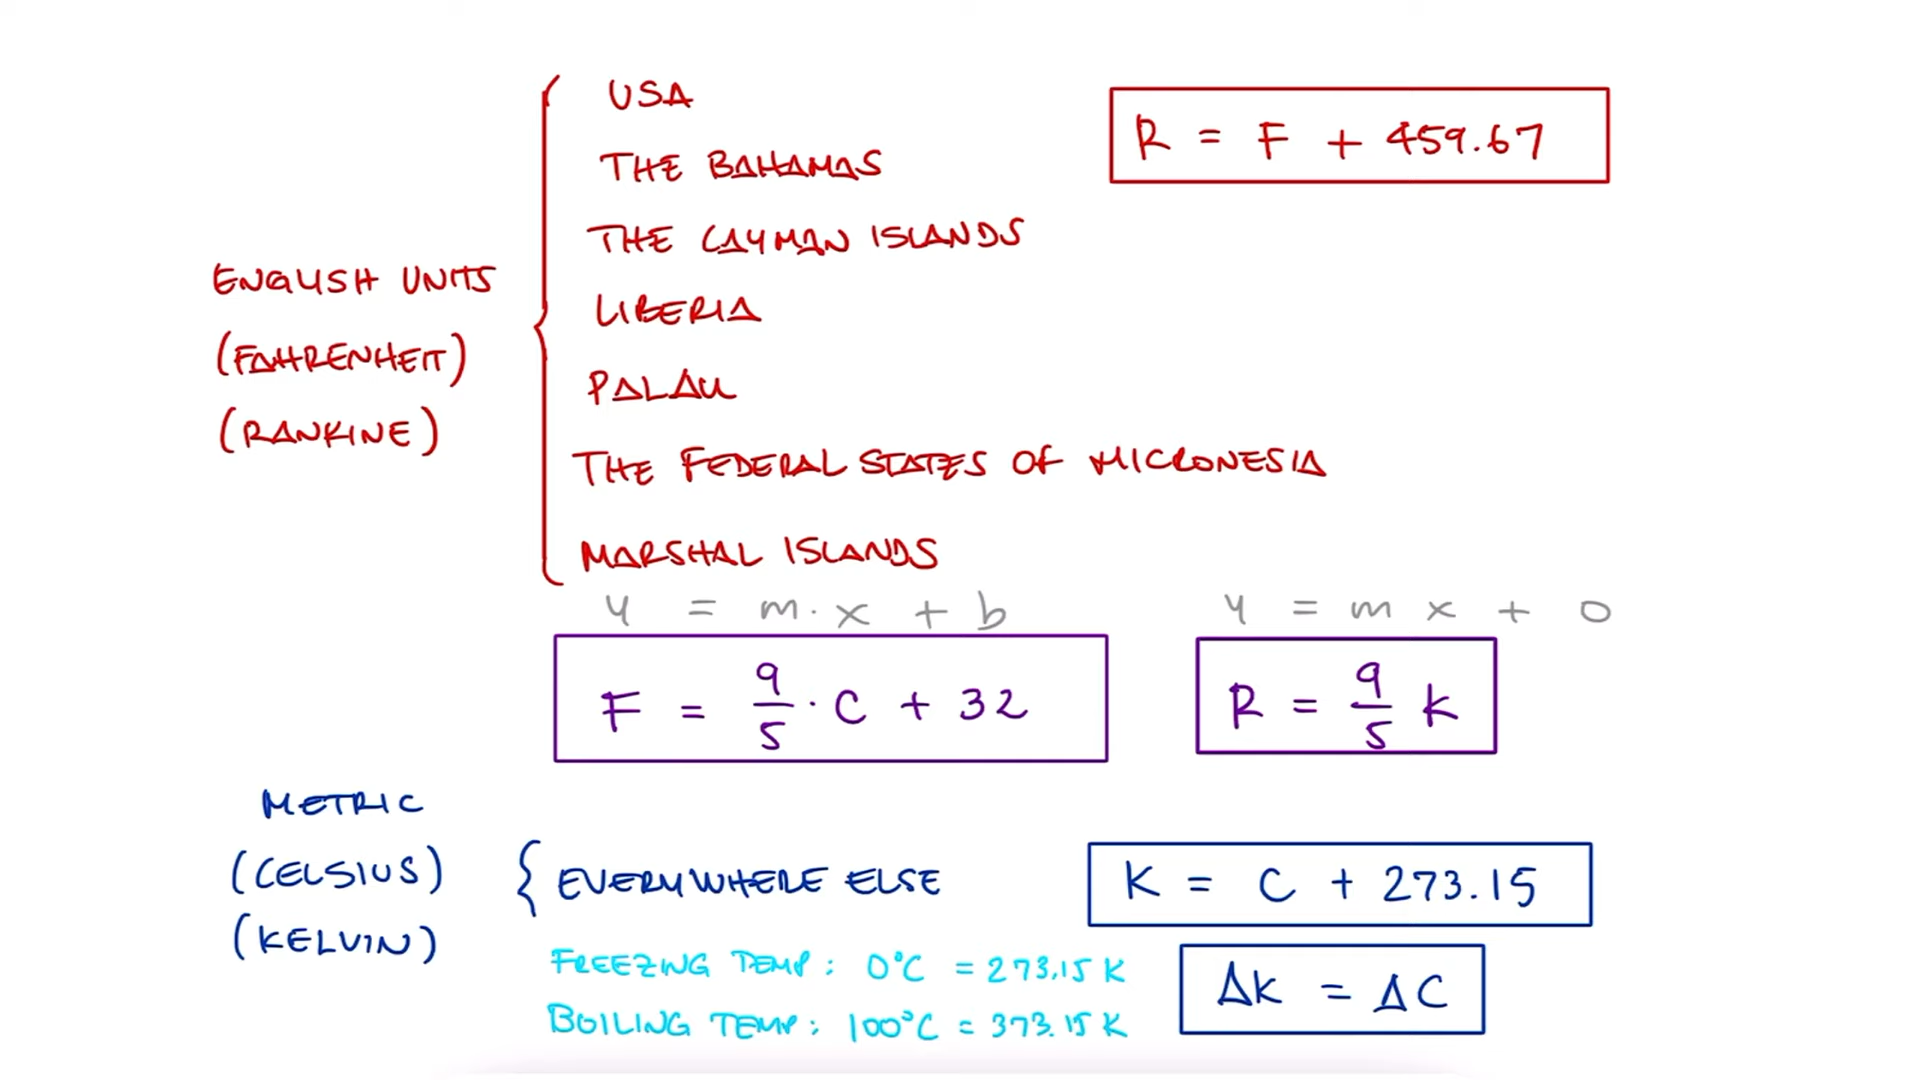 USA
R = F + 459.67
THE BAHAMAS
THE CAYMAN ISLANDS
ENGLISH UNITS
(FAHRENHEIT)
(RANKINE)
LIBERIA
PALAU
THE FEDERAL STATES OF MICRONESIA
MARSHAL ISLANDS
y = m · x + b
y = m x + 0
F = 9/5 · C + 32
R = 9/5 K
METRIC
(CELSIUS)
(KELVIN)
{ EVERYWHERE ELSE
K = C + 273.15
FREEZING TEMP : 0°C = 273.15 K
BOILING TEMP : 100°C = 373.15 K
ΔK = ΔC